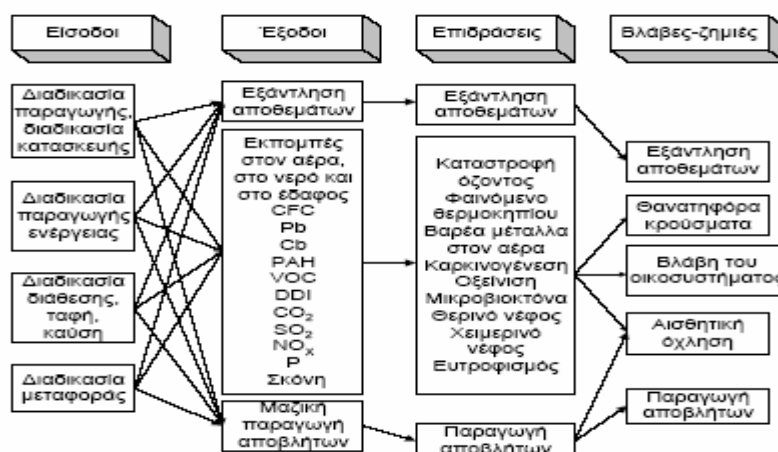 Είσοδοι
Έξοδοι
Επιδράσεις
Βλάβες-ζημιές
Διαδικασία
παραγωγής,
διαδικασία
κατασκευής
Διαδικασία
παραγωγής
ενέργειας
Διαδικασία
διάθεσης,
ταφή,
καύση
Διαδικασία
μεταφοράς
Εξάντληση
αποθεμάτων
Εκπομπές
στον αέρα,
στο νερό και
στο έδαφος
CFC
Pb
Cb
PAH
VOC
DDI
CO₂
SO₂
NOₓ
P
Σκόνη
Μαζική
παραγωγή
αποβλήτων
Εξάντληση
αποθεμάτων
Καταστροφή
όζοντος
Φαινόμενο
θερμοκηπίου
Βαρέα μέταλλα
στον αέρα
Καρκινογένεση
Οξείνιση
Μικροβιοκτόνα
Θερινό νέφος
Χειμερινό
νέφος
Ευτροφισμός
Παραγωγή
αποβλήτων
Εξάντληση
αποθεμάτων
Θανατηφόρα
κρούσματα
Βλάβη του
οικοσυστήματος
Αισθητική
όχληση
Παραγωγή
αποβλήτων